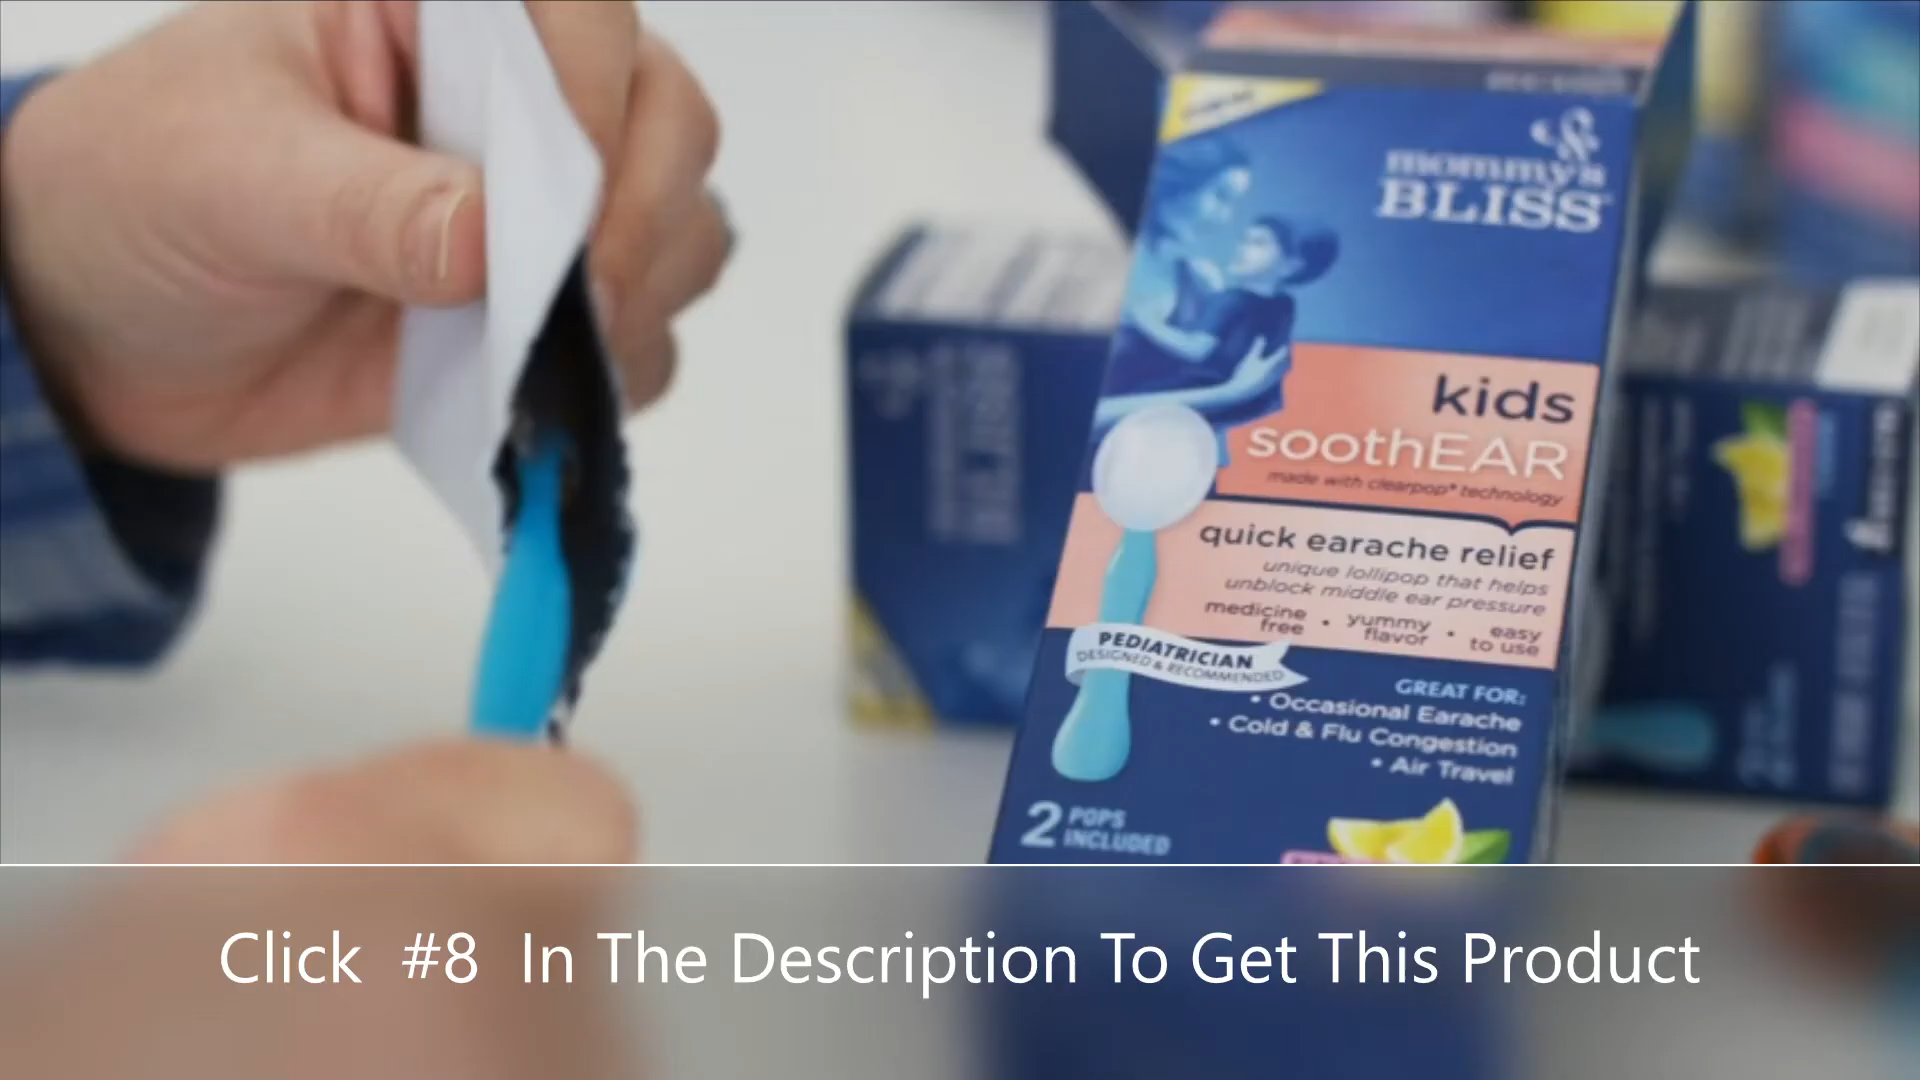 mommy's
BLISS
kids
soothEAR
made with clearpop® technology
quick earache relief
unique lollipop that helps
unblock middle ear pressure
medicine free • yummy flavor • easy to use
PEDIATRICIAN
DESIGNED & RECOMMENDED
GREAT FOR:
• Occasional Earache
• Cold & Flu Congestion
• Air Travel
2 POPS
INCLUDED
Click #8 In The Description To Get This Product